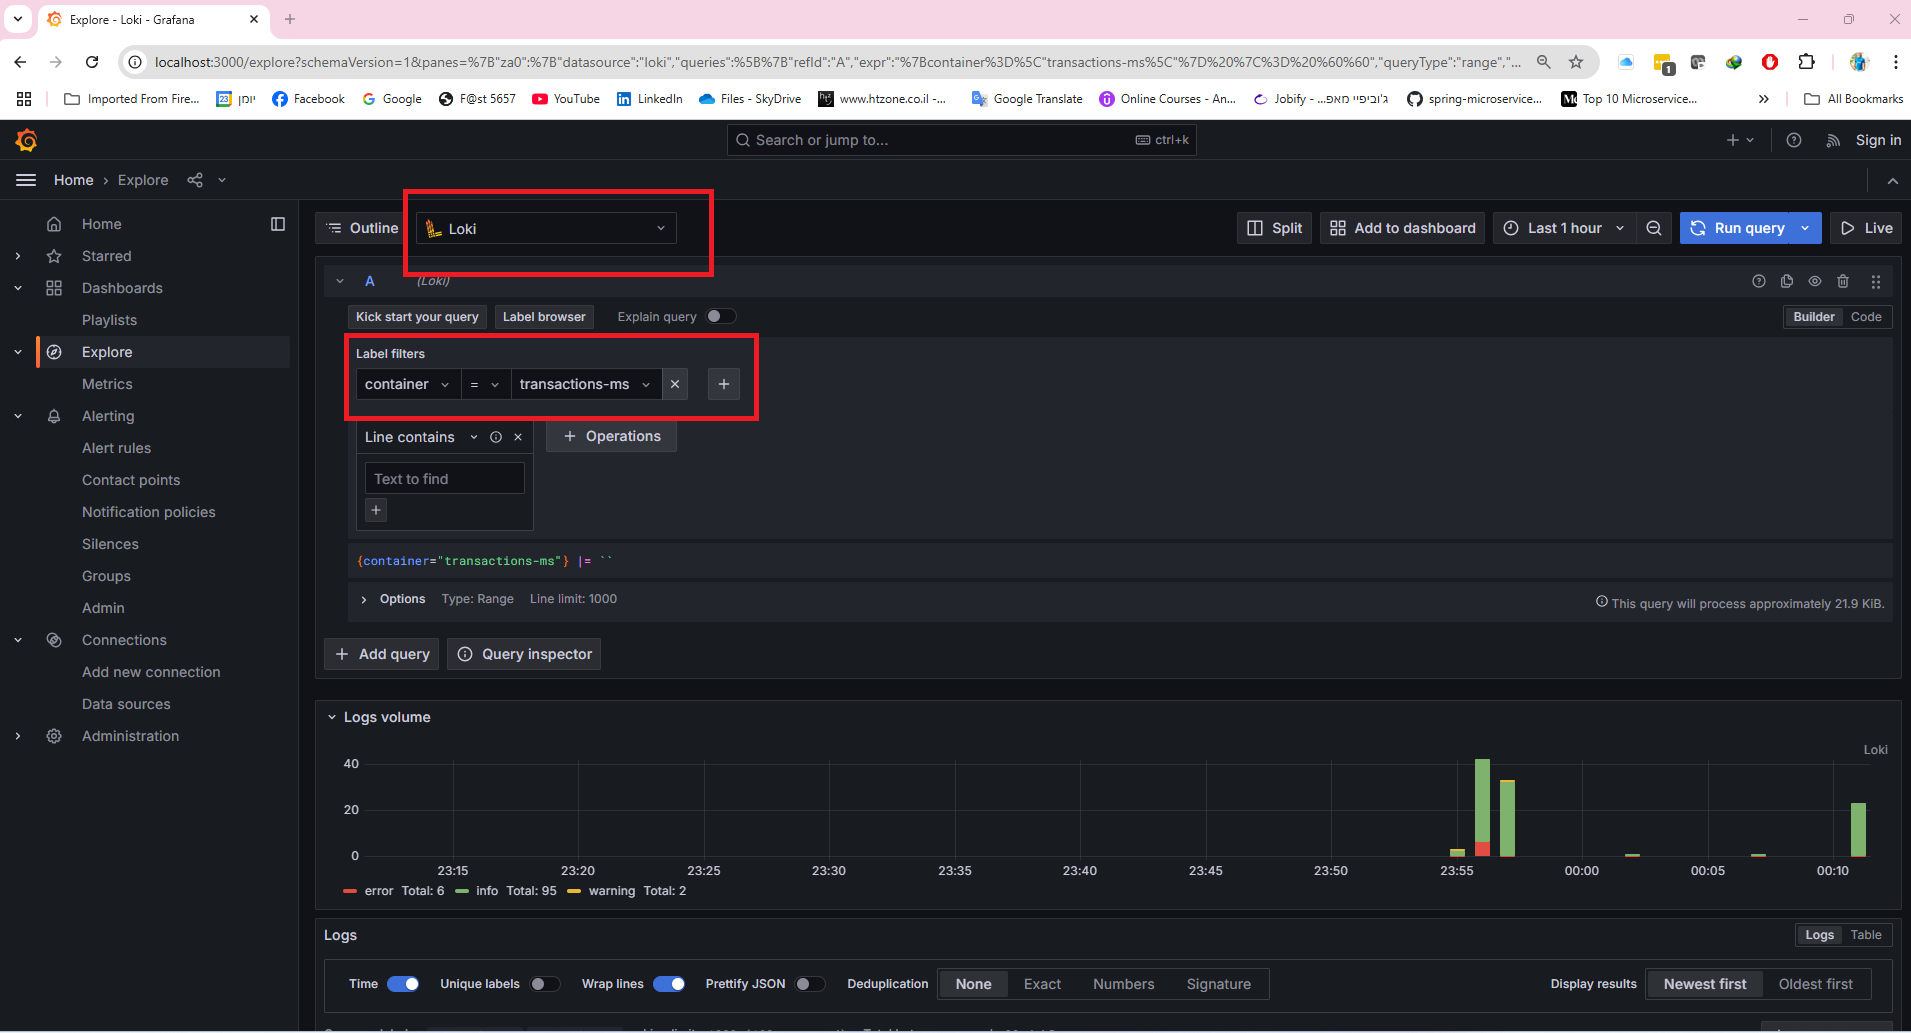 Explore - Loki - Grafana
localhost:3000/explore?schemaVersion=1&panes=%7B"za0":%7B"datasource":"loki","queries":%5B%7B"refId":"A","expr":"%7Bcontainer%3D%5C"transactions-ms%5C"%7D%20%7C%3D%20%60%60","queryType":"range","...
1
Imported From Fire...
23
יומן
Facebook
Google
F@st 5657
YouTube
LinkedIn
Files - SkyDrive
www.htzone.co.il -...
Google Translate
Online Courses - An...
Jobify -... ג'וביפיי מאפ
spring-microservice...
Top 10 Microservice...
All Bookmarks
Search or jump to...
ctrl+k
Sign in
Home › Explore
Home
Starred
Dashboards
Playlists
Explore
Metrics
Alerting
Alert rules
Contact points
Notification policies
Silences
Groups
Admin
Connections
Add new connection
Data sources
Administration
Outline
Loki
Split
Add to dashboard
Last 1 hour
Run query
Live
A (Loki)
Kick start your query
Label browser
Explain query
Builder
Code
Label filters
container = transactions-ms
Line contains
Operations
Text to find
{container="transactions-ms"} |= ``
Options Type: Range Line limit: 1000
This query will process approximately 21.9 KiB.
Add query
Query inspector
Logs volume
Loki
40
20
0
23:15 23:20 23:25 23:30 23:35 23:40 23:45 23:50 23:55 00:00 00:05 00:10
error Total: 6 info Total: 95 warning Total: 2
Logs
Logs
Table
Time
Unique labels
Wrap lines
Prettify JSON
Deduplication
None
Exact
Numbers
Signature
Display results
Newest first
Oldest first